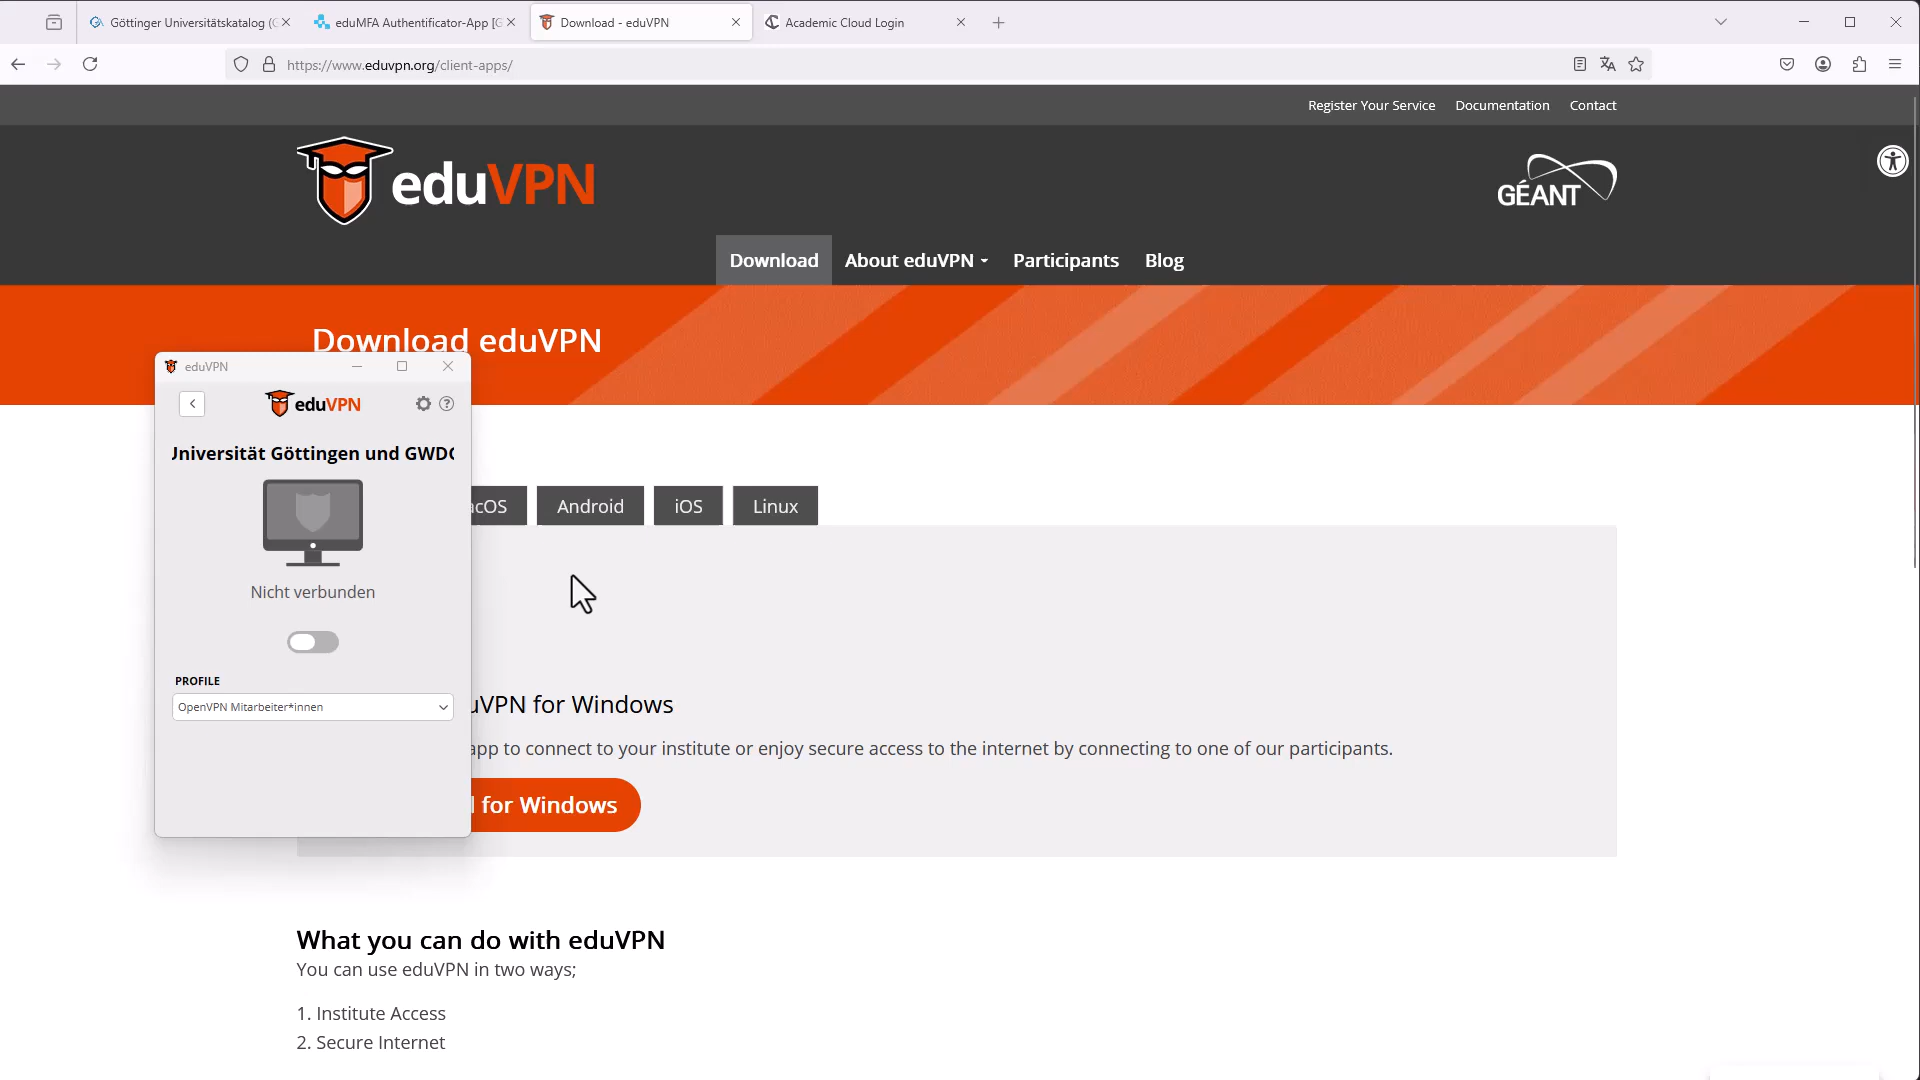 Göttinger Universitätskatalog (G
eduMFA Authentificator-App [G
Download - eduVPN
Academic Cloud Login
https://www.eduvpn.org/client-apps/
Register Your Service
Documentation
Contact
eduVPN
GÉANT
Download
About eduVPN
Participants
Blog
Download eduVPN
eduVPN
eduVPN
Universität Göttingen und GWDG
Nicht verbunden
PROFILE
OpenVPN Mitarbeiter*innen
acOS
Android
iOS
Linux
uVPN for Windows
app to connect to your institute or enjoy secure access to the internet by connecting to one of our participants.
l for Windows
What you can do with eduVPN
You can use eduVPN in two ways;
1. Institute Access
2. Secure Internet